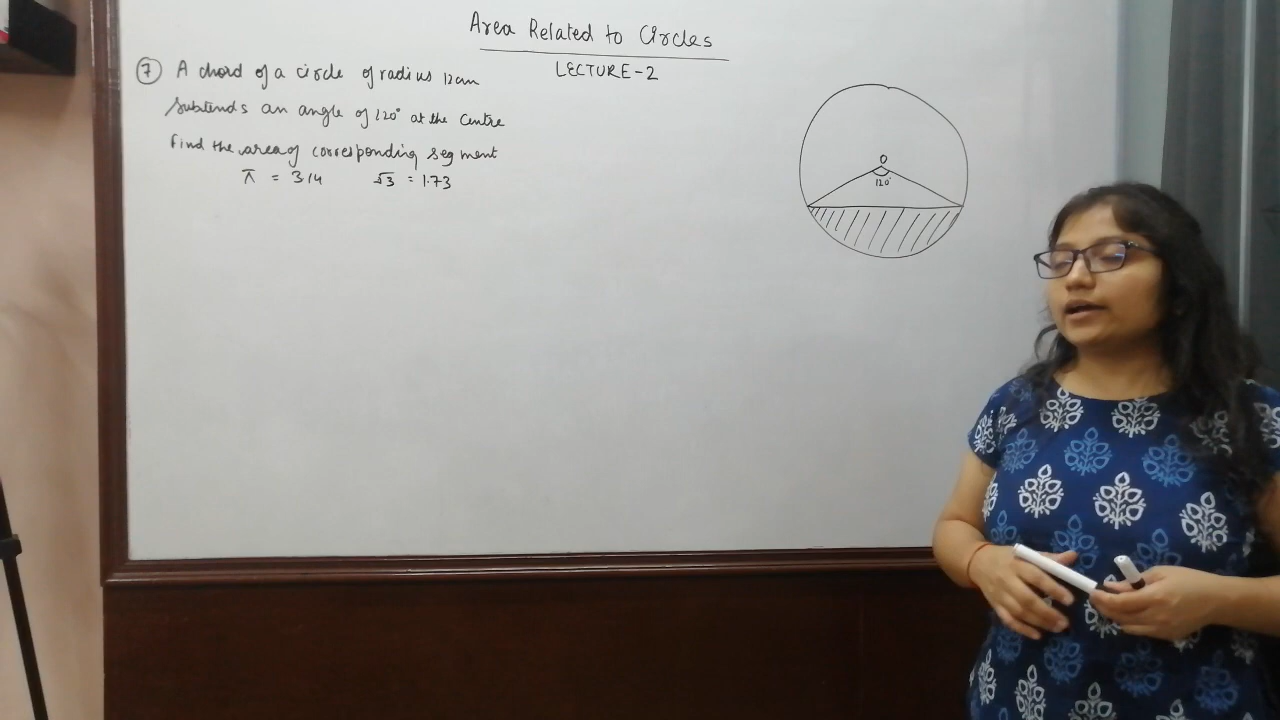 Area Related to Circles
LECTURE-2
7 A chord of a circle of radius 12cm
subtends an angle of 120° at the centre
Find the area of corresponding segment
π = 3.14 √3 = 1.73
O
120°